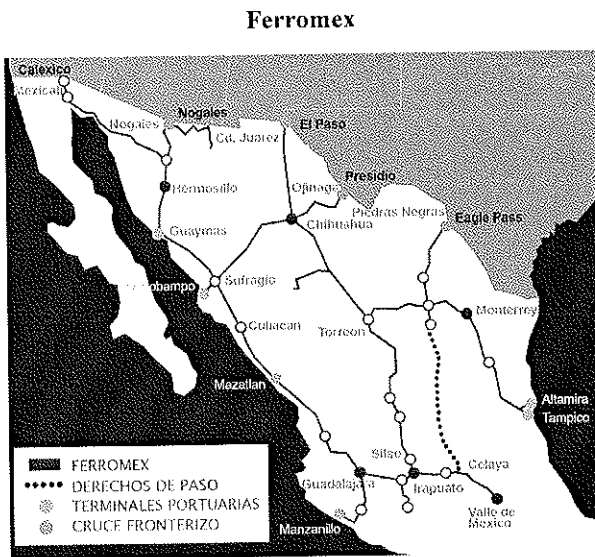 Ferromex
Calexico
Mexicali
Nogales
Nogales
Cd. Juarez
El Paso
Hermosillo
Ojinaga
Presidio
Chihuahua
Piedras Negras
Eagle Pass
Guaymas
Sufragio
Culiacan
Torreon
Monterrey
Mazatlan
Altamira
Tampico
Silao
Celaya
Guadalajara
Irapuato
Manzanillo
Valle de
Mexico
FERROMEX
DERECHOS DE PASO
TERMINALES PORTUARIAS
CRUCE FRONTERIZO